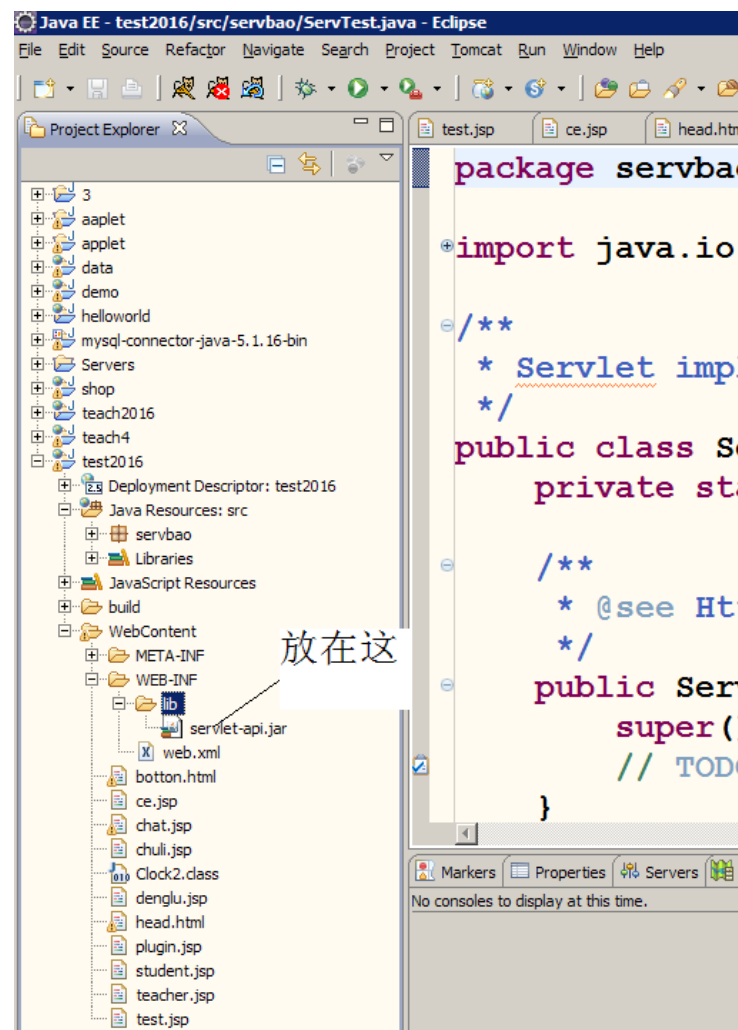 Java EE - test2016/src/servbao/ServTest.java - Eclipse
File Edit Source Refactor Navigate Search Project Tomcat Run Window Help
Project Explorer
test.jsp ce.jsp head.htm
3
aaplet
applet
data
demo
helloworld
mysql-connector-java-5.1.16-bin
Servers
shop
teach2016
teach4
test2016
Deployment Descriptor: test2016
Java Resources: src
servbao
Libraries
JavaScript Resources
build
WebContent
META-INF
WEB-INF
lib
servlet-api.jar
web.xml
botton.html
ce.jsp
chat.jsp
chuli.jsp
Clock2.class
denglu.jsp
head.html
plugin.jsp
student.jsp
teacher.jsp
test.jsp
放在这
package servbao
import java.io
/**
* Servlet impl
*/
public class Se
private sta
/**
* @see Htt
*/
public Serv
super(
// TODO
}
Markers Properties Servers
No consoles to display at this time.